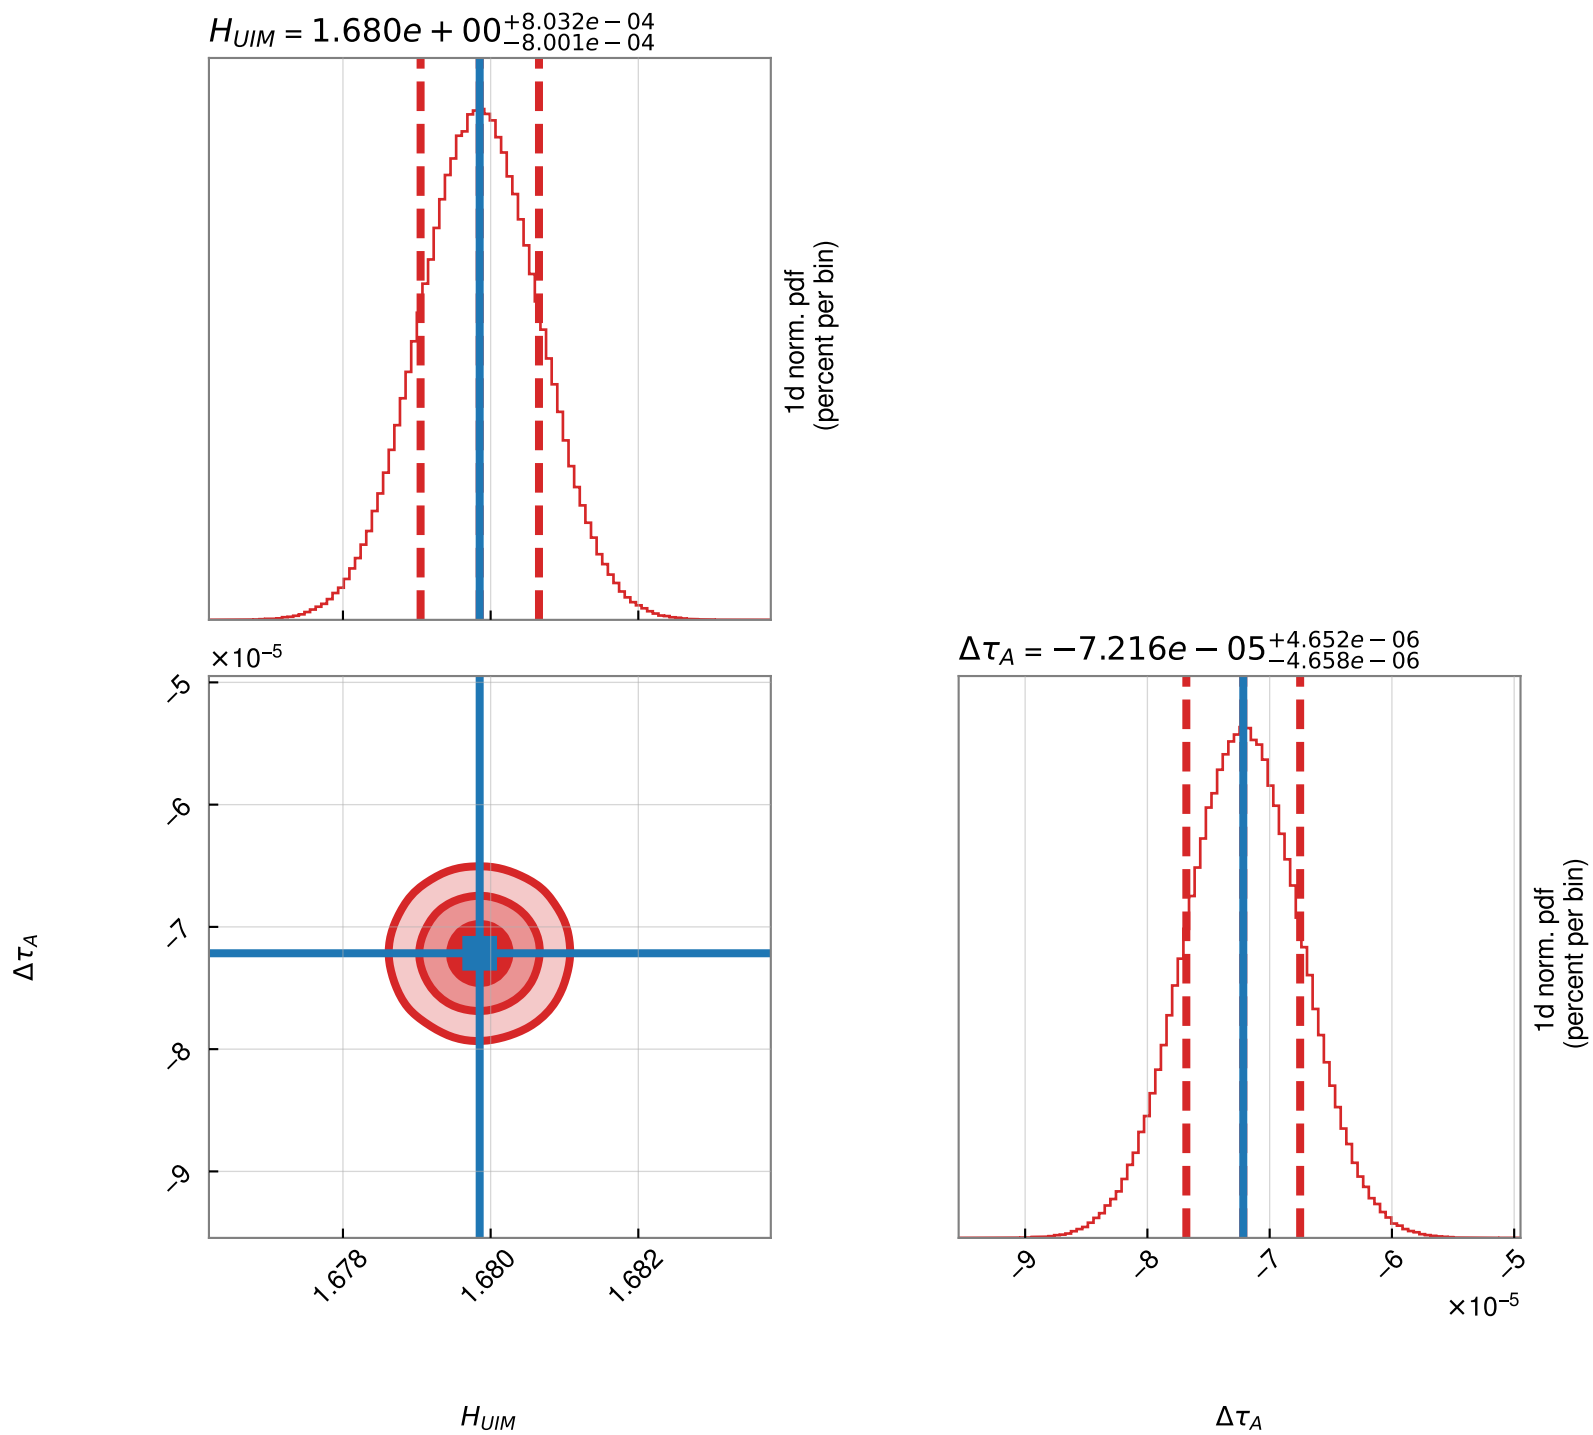 H_UIM = 1.680e + 00 +8.032e − 04 −8.001e − 04
1d norm. pdf
(percent per bin)
×10⁻⁵
−5
−6
−7
−8
−9
Δτ_A
1.678
1.680
1.682
H_UIM
Δτ_A = −7.216e − 05 +4.652e − 06 −4.658e − 06
1d norm. pdf
(percent per bin)
−9
−8
−7
−6
−5
×10⁻⁵
Δτ_A